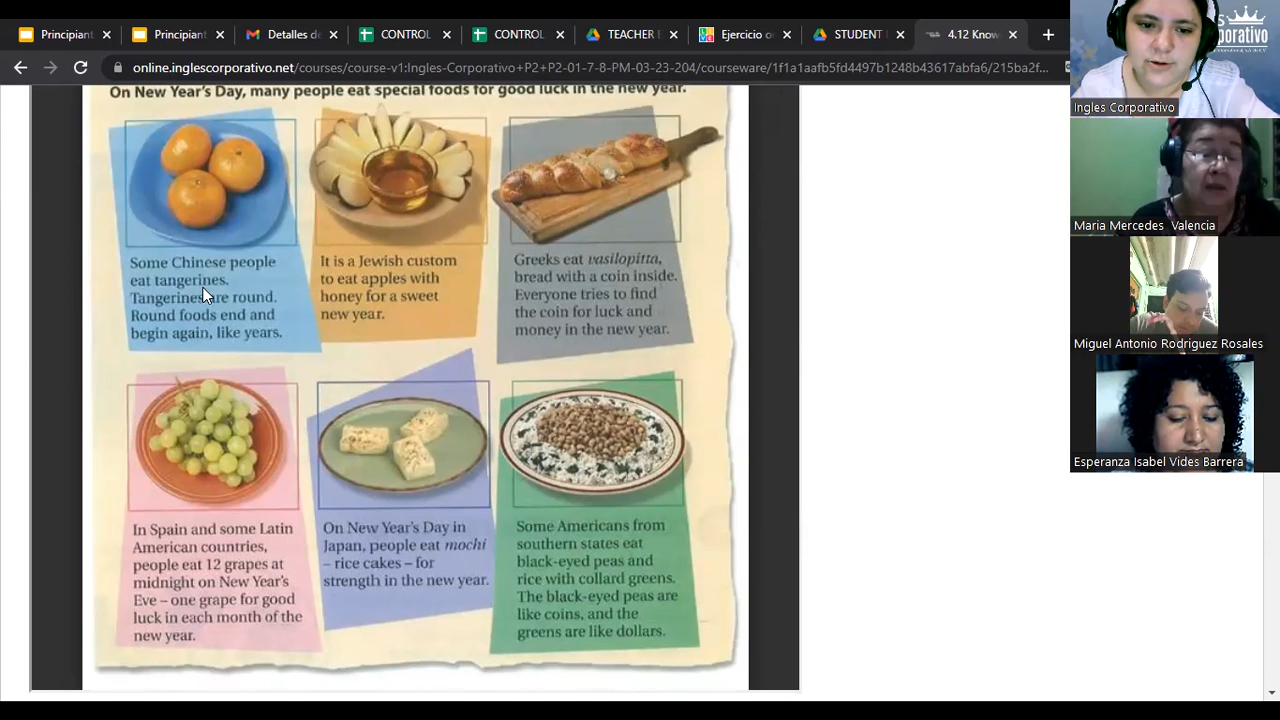 Principiant
Principiant
Detalles de
CONTROL
CONTROL
TEACHER
Ejercicio o
STUDENT
4.12 Know
online.inglescorporativo.net/courses/course-v1:Ingles-Corporativo+P2+P2-01-7-8-PM-03-23-204/courseware/1f1a1aafb5fd4497b1248b43617abfa6/215ba2f...
On New Year's Day, many people eat special foods for good luck in the new year.
Some Chinese people
eat tangerines.
Tangerines are round.
Round foods end and
begin again, like years.
It is a Jewish custom
to eat apples with
honey for a sweet
new year.
Greeks eat vasilopitta,
bread with a coin inside.
Everyone tries to find
the coin for luck and
money in the new year.
In Spain and some Latin
American countries,
people eat 12 grapes at
midnight on New Year's
Eve – one grape for good
luck in each month of the
new year.
On New Year's Day in
Japan, people eat mochi
– rice cakes – for
strength in the new year.
Some Americans from
southern states eat
black-eyed peas and
rice with collard greens.
The black-eyed peas are
like coins, and the
greens are like dollars.
Ingles Corporativo
Maria Mercedes Valencia
Miguel Antonio Rodriguez Rosales
Esperanza Isabel Vides Barrera